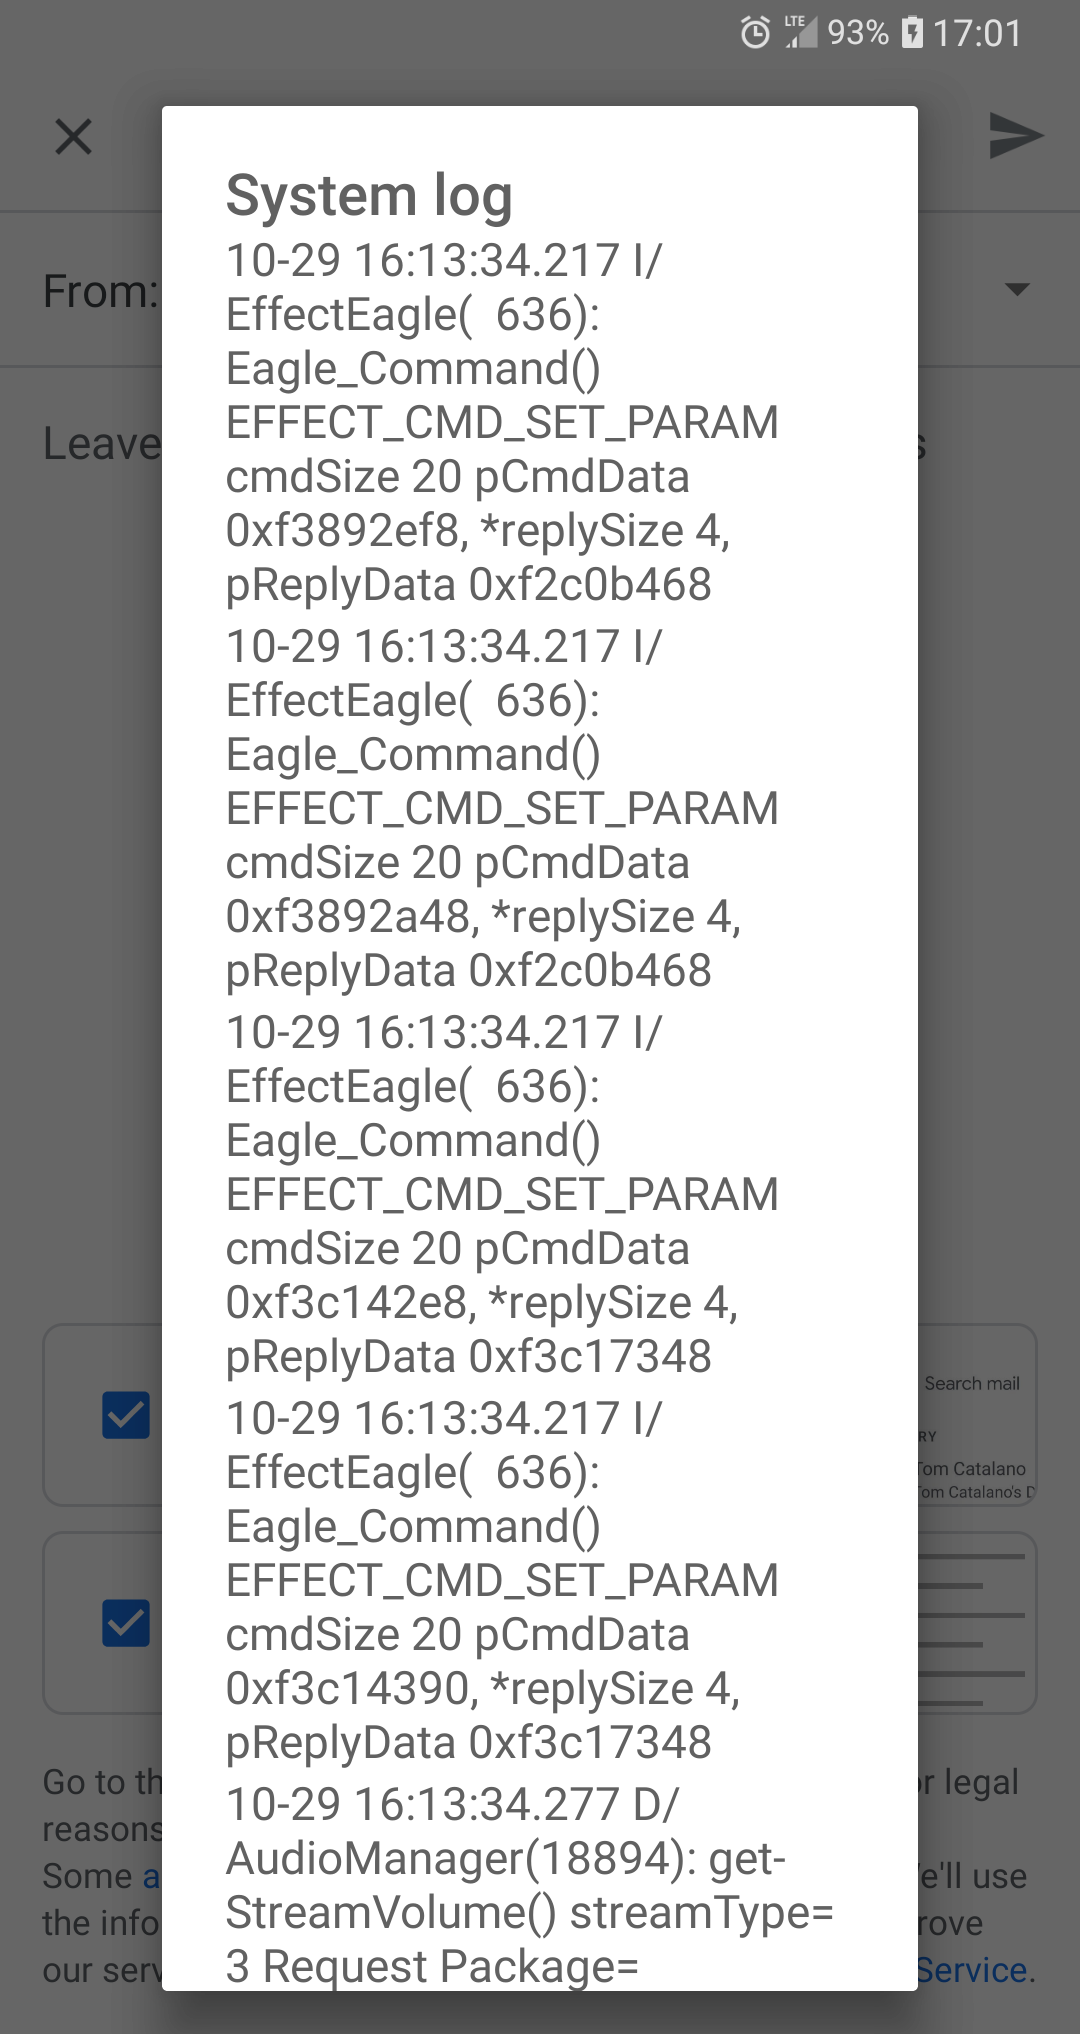 LTE 93% 17:01
System log
10-29 16:13:34.217 I/
EffectEagle(  636):
Eagle_Command()
EFFECT_CMD_SET_PARAM
cmdSize 20 pCmdData
0xf3892ef8, *replySize 4,
pReplyData 0xf2c0b468
10-29 16:13:34.217 I/
EffectEagle(  636):
Eagle_Command()
EFFECT_CMD_SET_PARAM
cmdSize 20 pCmdData
0xf3892a48, *replySize 4,
pReplyData 0xf2c0b468
10-29 16:13:34.217 I/
EffectEagle(  636):
Eagle_Command()
EFFECT_CMD_SET_PARAM
cmdSize 20 pCmdData
0xf3c142e8, *replySize 4,
pReplyData 0xf3c17348
10-29 16:13:34.217 I/
EffectEagle(  636):
Eagle_Command()
EFFECT_CMD_SET_PARAM
cmdSize 20 pCmdData
0xf3c14390, *replySize 4,
pReplyData 0xf3c17348
10-29 16:13:34.277 D/
AudioManager(18894): get-
StreamVolume() streamType=
3 Request Package=
From:
Leave
Search mail
RY
Tom Catalano
Tom Catalano's
Go to legal
reasons
Some use
the info
our Service.